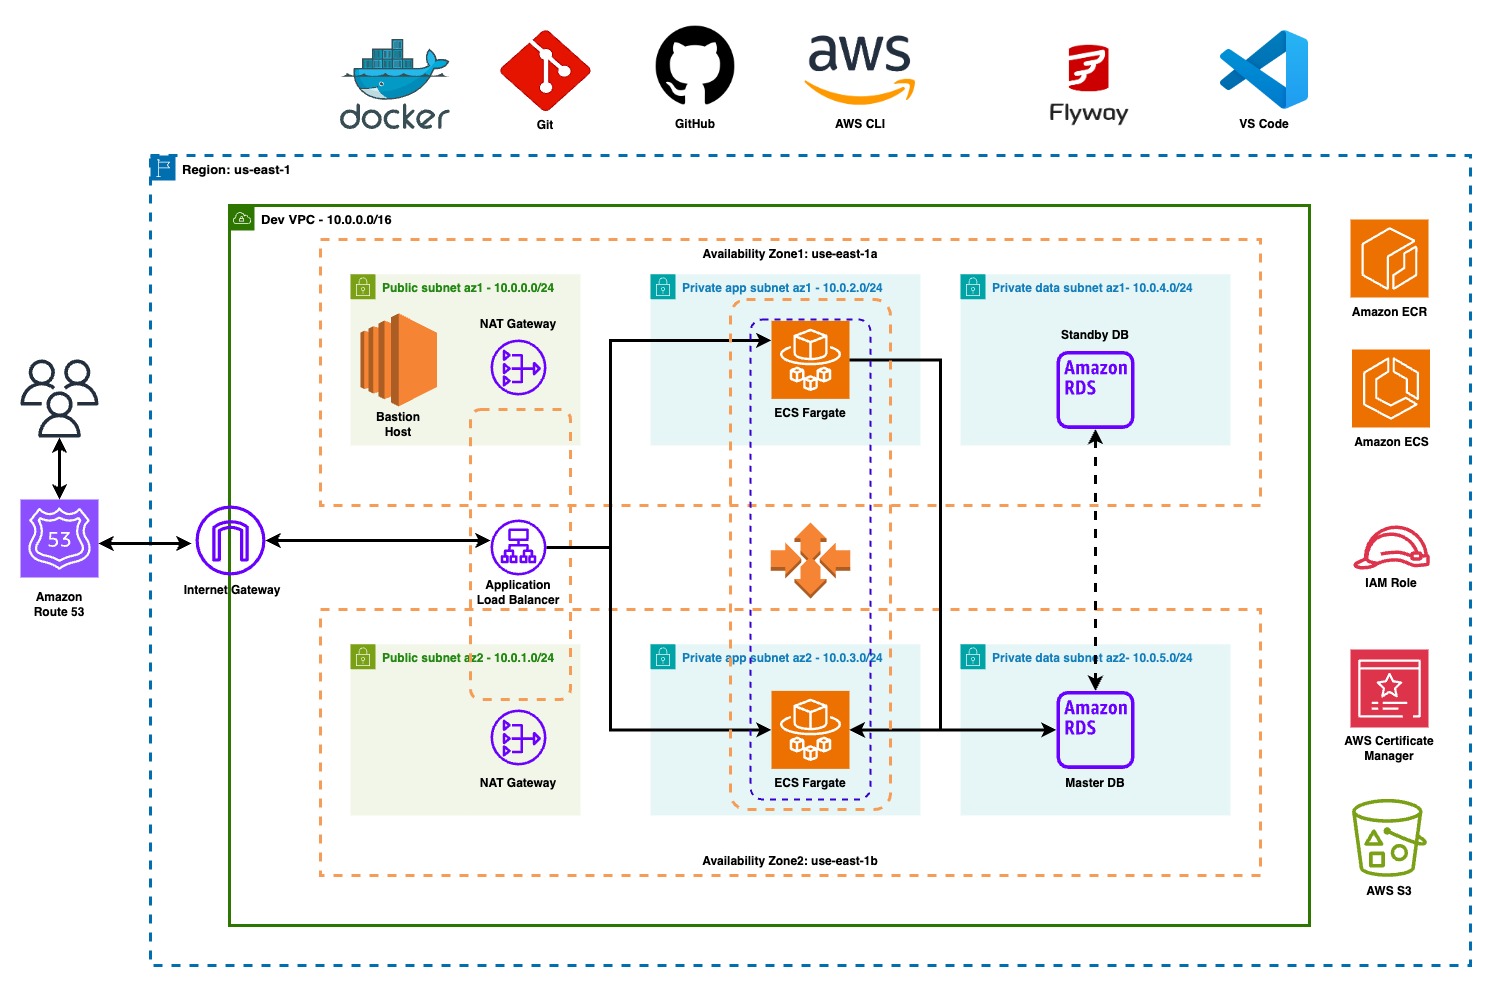 docker
Git
GitHub
aws
AWS CLI
Flyway
VS Code
Region: us-east-1
Dev VPC - 10.0.0.0/16
Availability Zone1: use-east-1a
Public subnet az1 - 10.0.0.0/24
Private app subnet az1 - 10.0.2.0/24
Private data subnet az1- 10.0.4.0/24
NAT Gateway
Bastion
Host
ECS Fargate
Standby DB
Amazon
RDS
Amazon ECR
Amazon ECS
53
Amazon
Route 53
Internet Gateway
Application
Load Balancer
IAM Role
Public subnet az2 - 10.0.1.0/24
Private app subnet az2 - 10.0.3.0/24
Private data subnet az2- 10.0.5.0/24
NAT Gateway
ECS Fargate
Amazon
RDS
Master DB
Availability Zone2: use-east-1b
AWS Certificate
Manager
AWS S3